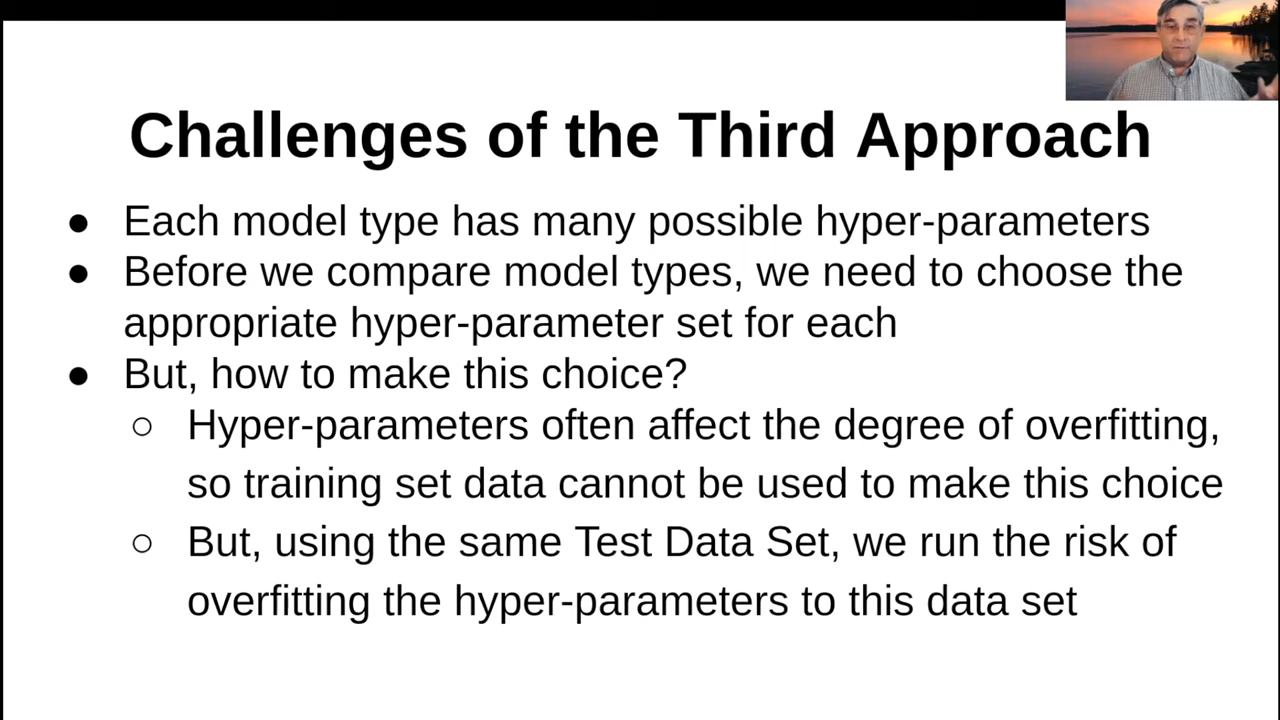 Challenges of the Third Approach
● Each model type has many possible hyper-parameters
● Before we compare model types, we need to choose the
appropriate hyper-parameter set for each
● But, how to make this choice?
○ Hyper-parameters often affect the degree of overfitting,
so training set data cannot be used to make this choice
○ But, using the same Test Data Set, we run the risk of
overfitting the hyper-parameters to this data set